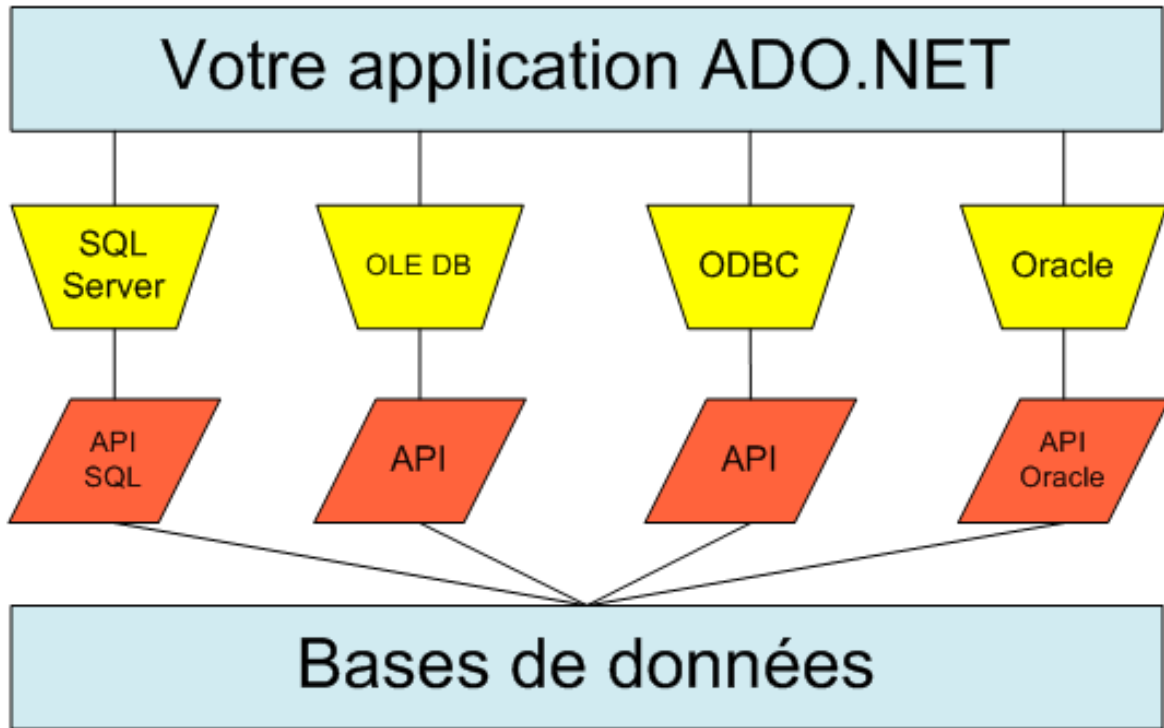 Votre application ADO.NET
SQL
Server
OLE DB
ODBC
Oracle
API
SQL
API
API
API
Oracle
Bases de données